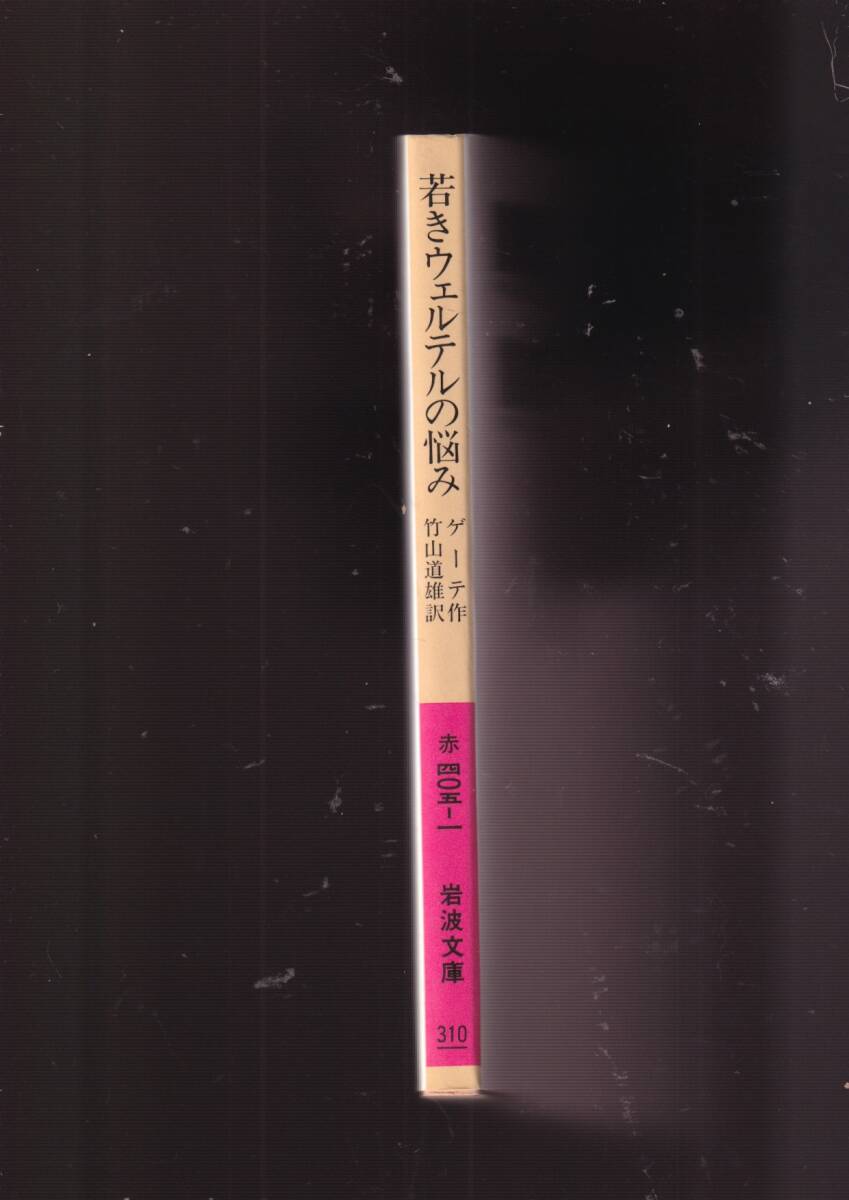 若きウェルテルの悩み
ゲーテ作
竹山道雄訳
赤四〇五-一
岩波文庫
310